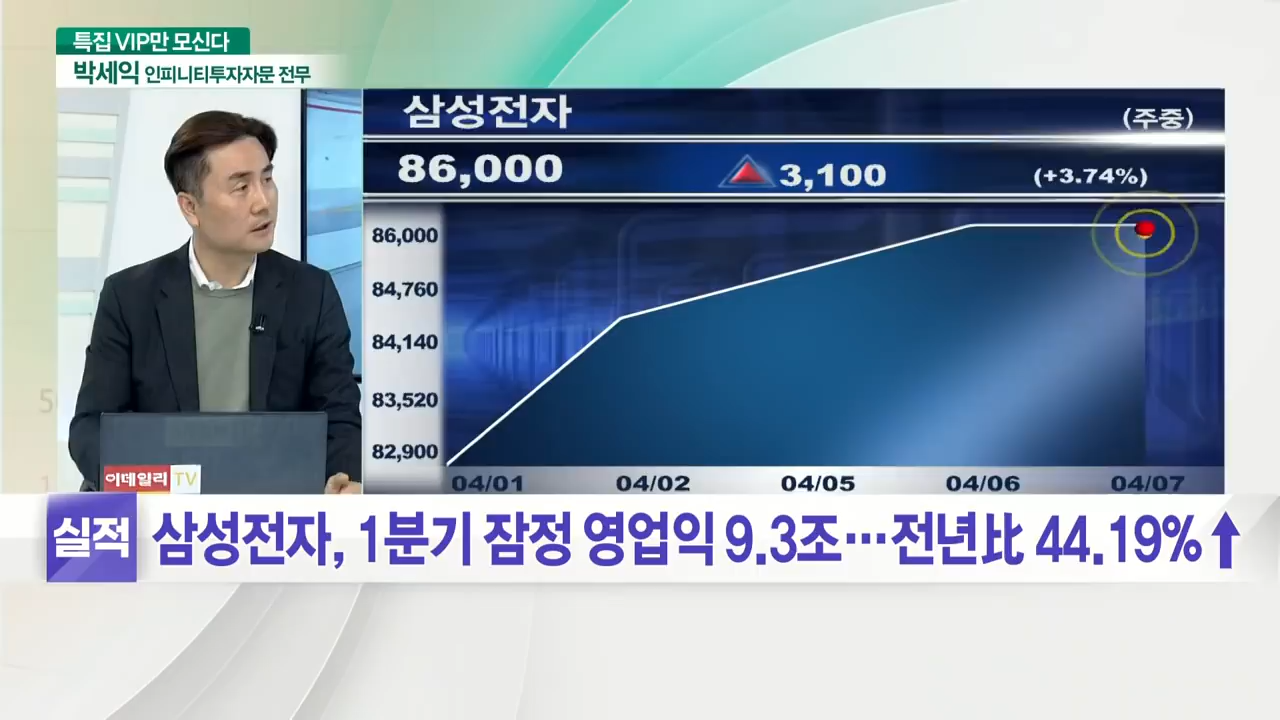 특집 VIP만 모신다
박세익 인피니티투자자문 전무
삼성전자 (주중)
86,000 3,100 (+3.74%)
86,000
84,760
84,140
83,520
82,900
04/01 04/02 04/05 04/06 04/07
이데일리 TV
실적 삼성전자, 1분기 잠정 영업익 9.3조…전년比 44.19%↑